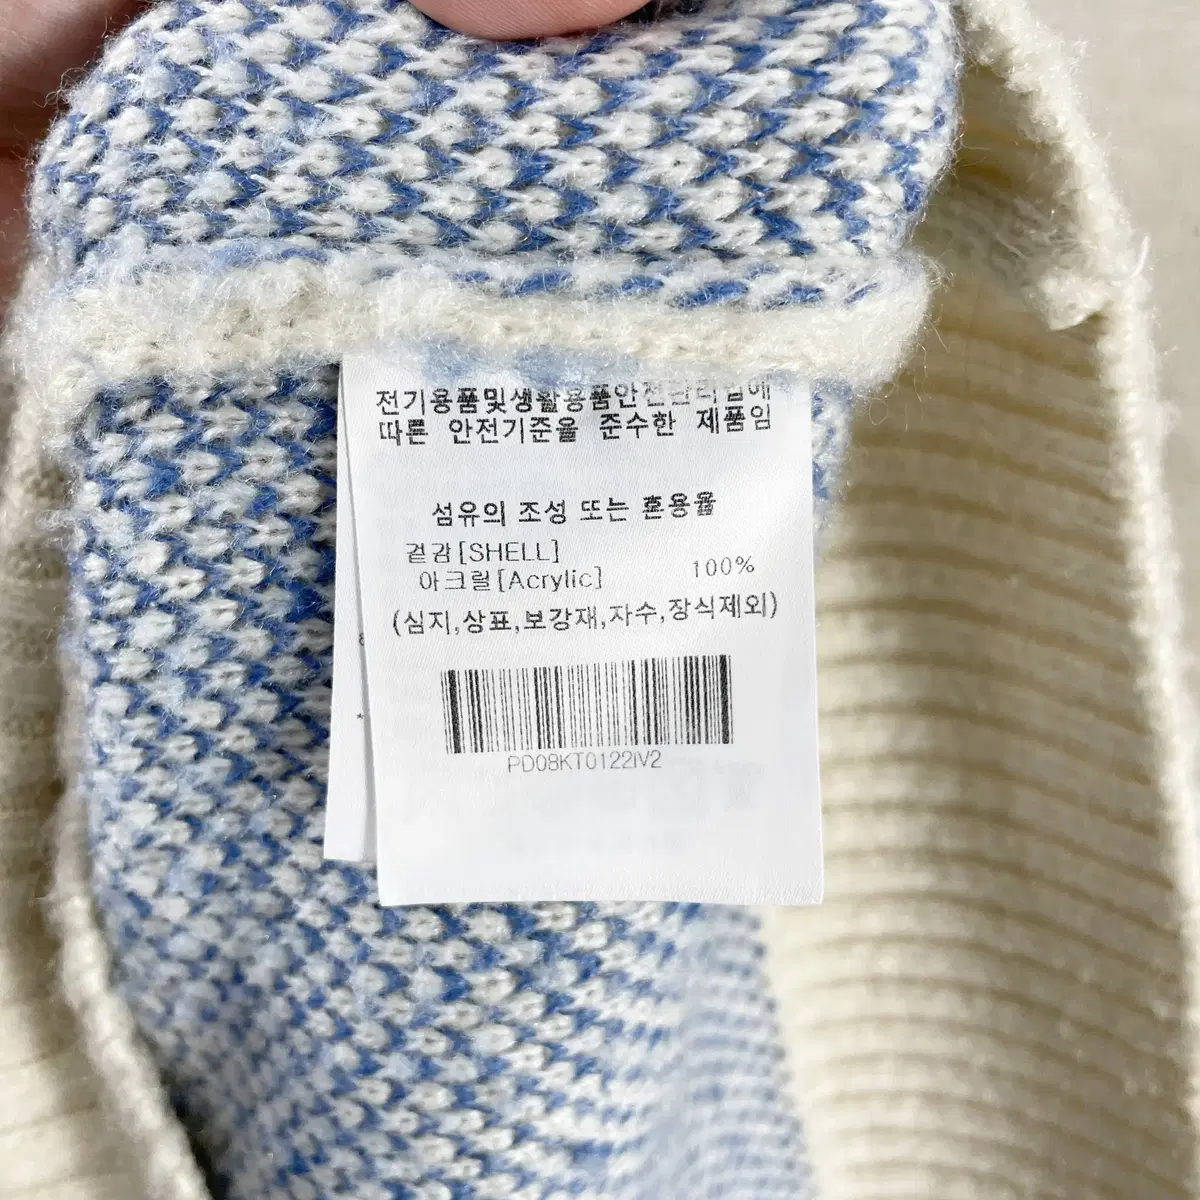 전기용품및생활용품안전관리법에
따른 안전기준을 준수한 제품임
섬유의 조성 또는 혼용율
겉감[SHELL]
아크릴[Acrylic] 100%
(심지,상표,보강재,자수,장식제외)
PD08KT0122IV2